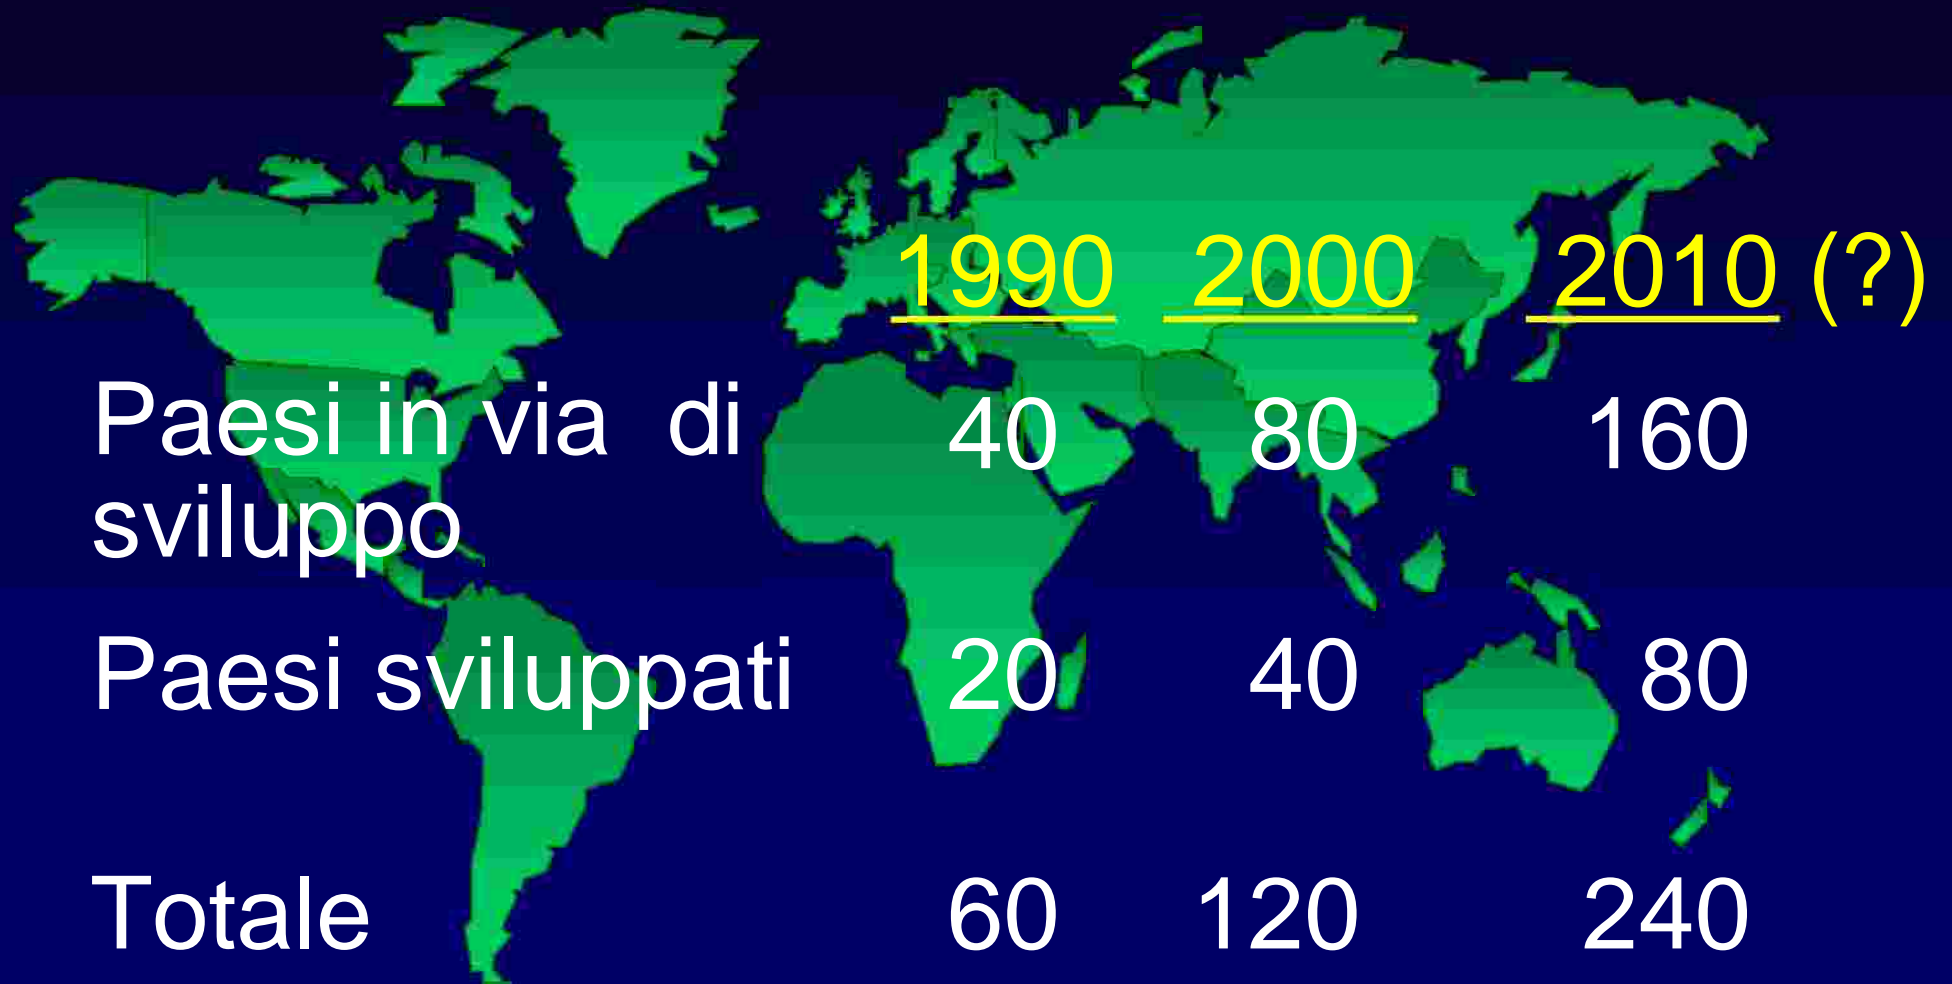 1990 2000 2010 (?)
Paesi in via di 40 80 160
sviluppo
Paesi sviluppati 20 40 80
Totale 60 120 240